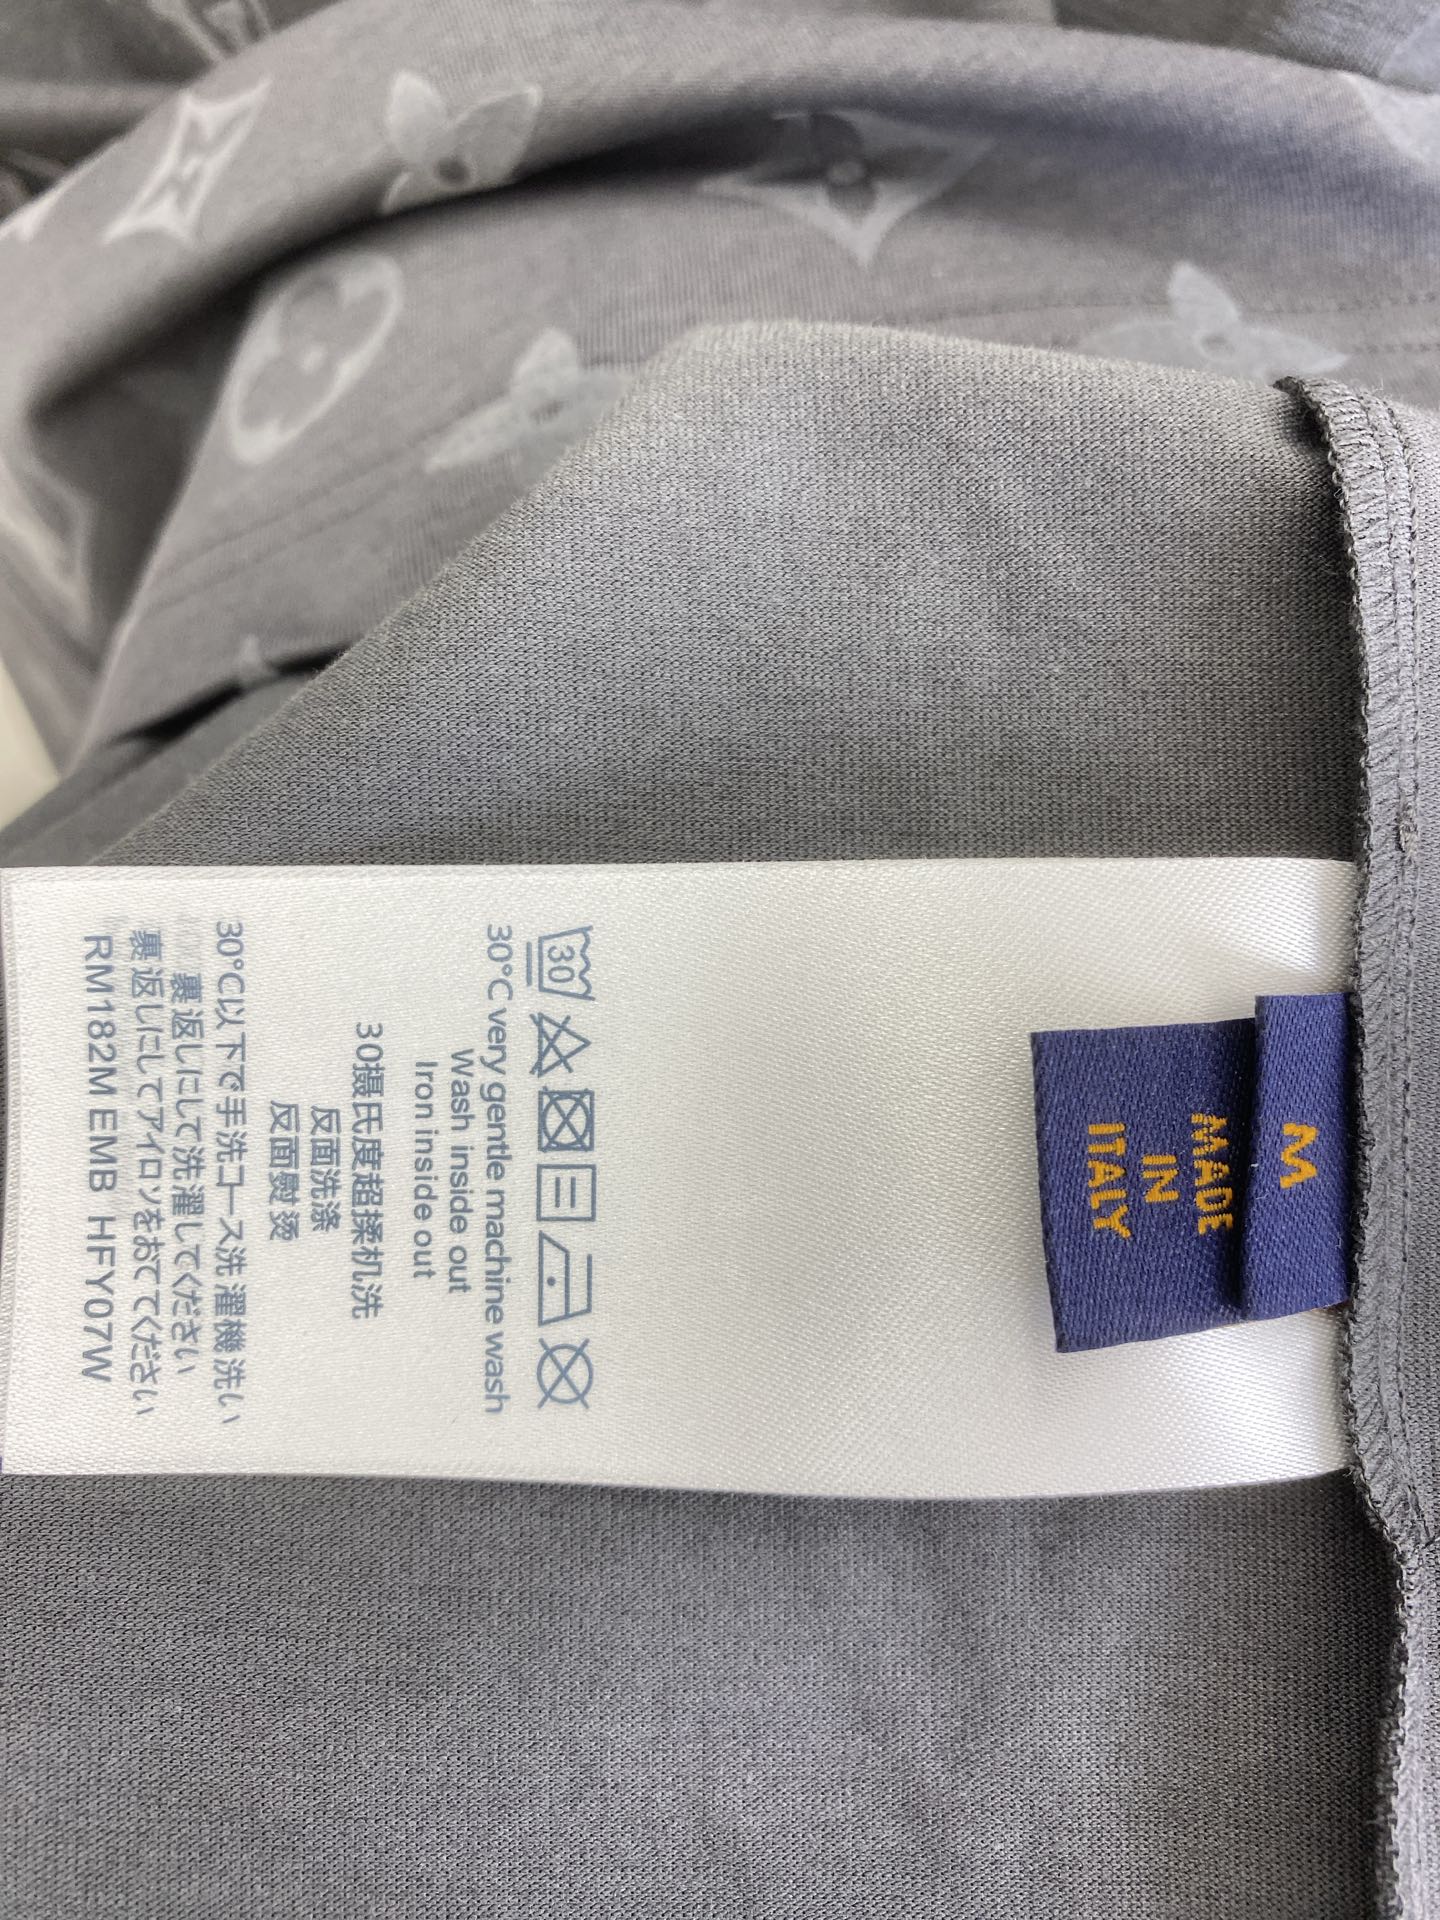 M
MADE
IN
ITALY
30
30°C very gentle machine wash
Wash inside out
Iron inside out
30摄氏度超揉机洗
反面洗涤
反面熨烫
30°C以下で手洗コース洗濯機洗い
裏返しにして洗濯してください
裏返しにしてアイロンをおててください
RM182M EMB HFY07W